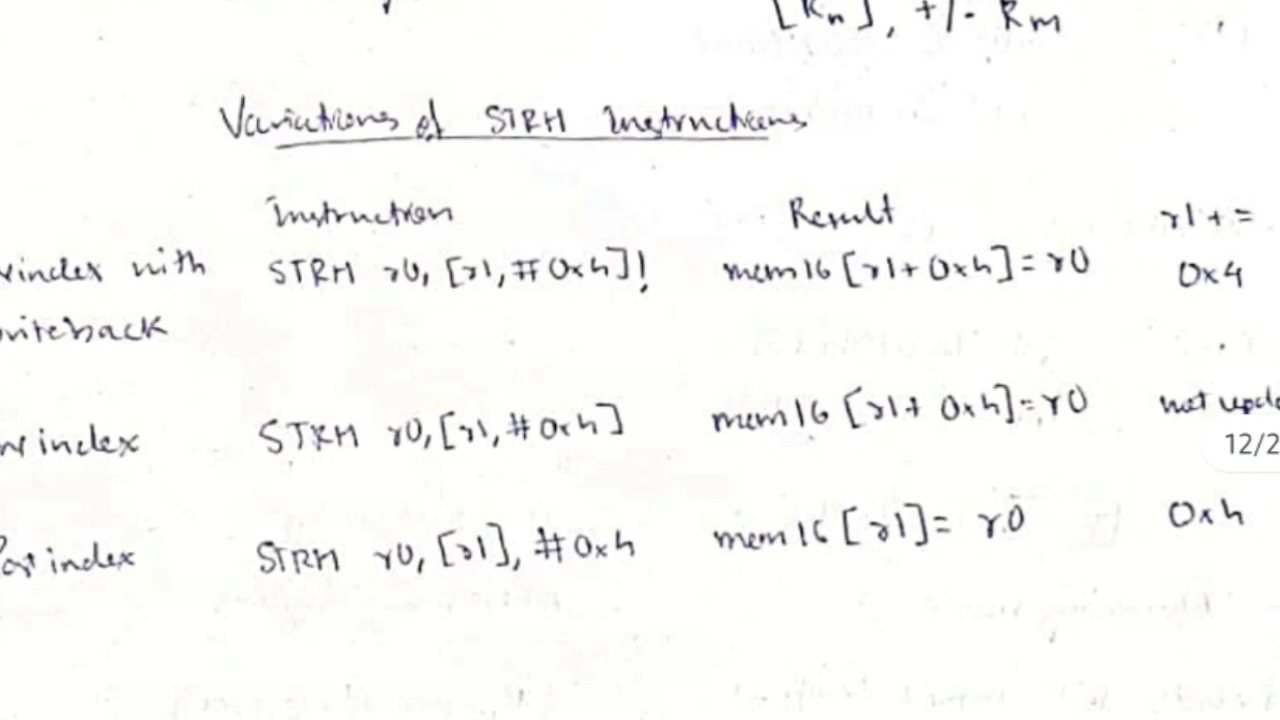 [Rn], +/- Rm
Variations of STRH Instructions
Instruction Result r1 + =
index with STRH r0, [r1, #0x4]! mem16 [r1+0x4] = r0 0x4
writeback
index STRH r0, [r1, #0x4] mem16 [r1+ 0x4] = r0 not
12/2
Post index STRH r0, [r1], #0x4 mem16 [r1] = r0 0x4